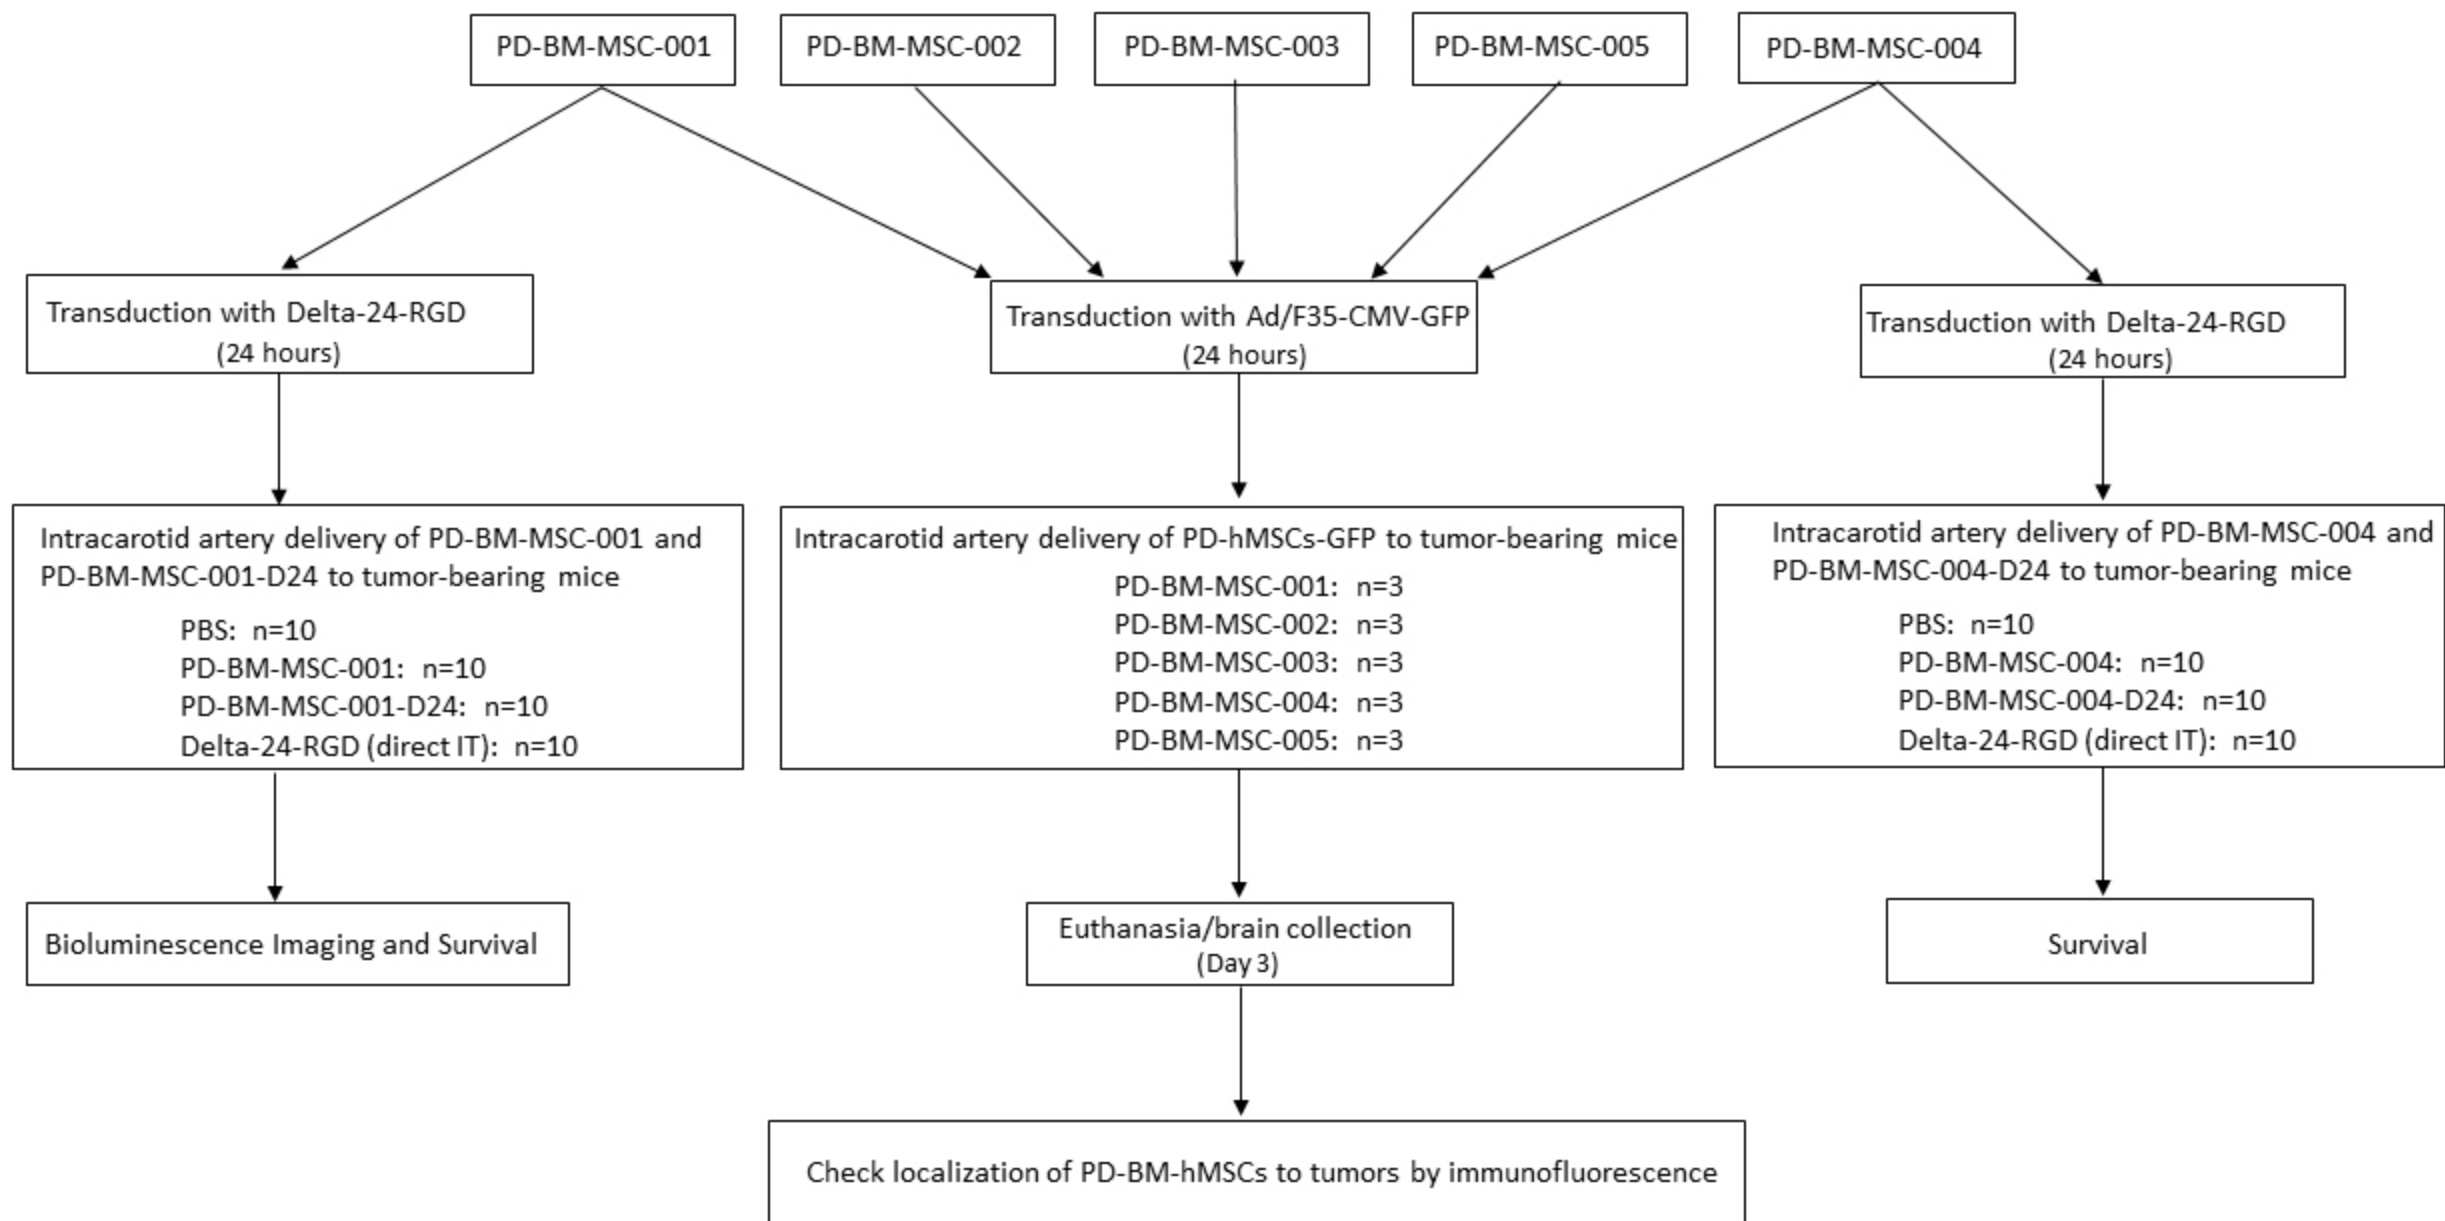 PD-BM-MSC-001
PD-BM-MSC-002
PD-BM-MSC-003
PD-BM-MSC-005
PD-BM-MSC-004
Transduction with Delta-24-RGD
(24 hours)
Transduction with Ad/F35-CMV-GFP
(24 hours)
Transduction with Delta-24-RGD
(24 hours)
Intracarotid artery delivery of PD-BM-MSC-001 and
PD-BM-MSC-001-D24 to tumor-bearing mice
PBS: n=10
PD-BM-MSC-001: n=10
PD-BM-MSC-001-D24: n=10
Delta-24-RGD (direct IT): n=10
Intracarotid artery delivery of PD-hMSCs-GFP to tumor-bearing mice
PD-BM-MSC-001: n=3
PD-BM-MSC-002: n=3
PD-BM-MSC-003: n=3
PD-BM-MSC-004: n=3
PD-BM-MSC-005: n=3
Intracarotid artery delivery of PD-BM-MSC-004 and
PD-BM-MSC-004-D24 to tumor-bearing mice
PBS: n=10
PD-BM-MSC-004: n=10
PD-BM-MSC-004-D24: n=10
Delta-24-RGD (direct IT): n=10
Bioluminescence Imaging and Survival
Euthanasia/brain collection
(Day 3)
Survival
Check localization of PD-BM-hMSCs to tumors by immunofluorescence